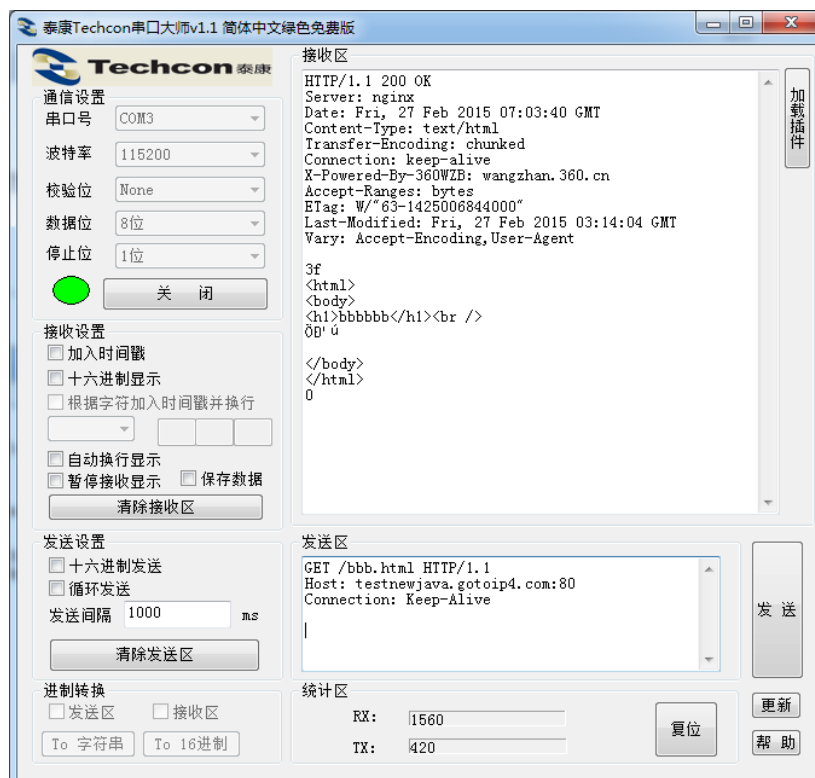 泰康Techcon串口大师v1.1 简体中文绿色免费版
Techcon泰康
通信设置
串口号 COM3
波特率 115200
校验位 None
数据位 8位
停止位 1位
关 闭
接收设置
加入时间戳
十六进制显示
根据字符加入时间戳并换行
自动换行显示
暂停接收显示 保存数据
清除接收区
发送设置
十六进制发送
循环发送
发送间隔 1000 ms
清除发送区
进制转换
发送区 接收区
To 字符串 To 16进制
接收区
HTTP/1.1 200 OK
Server: nginx
Date: Fri, 27 Feb 2015 07:03:40 GMT
Content-Type: text/html
Transfer-Encoding: chunked
Connection: keep-alive
X-Powered-By-360WZB: wangzhan.360.cn
Accept-Ranges: bytes
ETag: W/"63-1425006844000"
Last-Modified: Fri, 27 Feb 2015 03:14:04 GMT
Vary: Accept-Encoding,User-Agent
3f
<html>
<body>
<h1>bbbbbb</h1><br />
ÖÐ'ú
</body>
</html>
0
加载插件
发送区
GET /bbb.html HTTP/1.1
Host: testnewjava.gotoip4.com:80
Connection: Keep-Alive
发 送
统计区
RX: 1560
TX: 420
复位
更新
帮 助